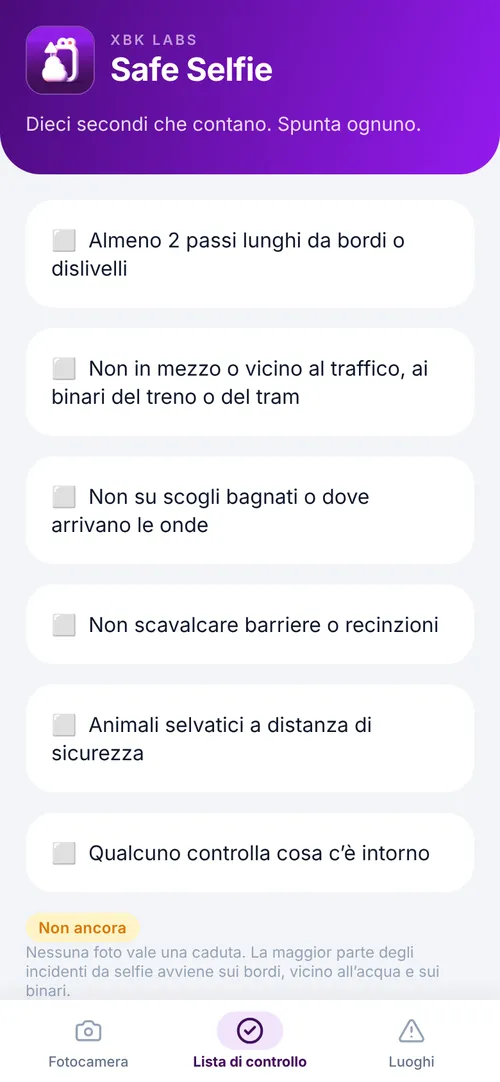 XBK LABS
Safe Selfie
Dieci secondi che contano. Spunta ognuno.
Almeno 2 passi lunghi da bordi o
dislivelli
Non in mezzo o vicino al traffico, ai
binari del treno o del tram
Non su scogli bagnati o dove
arrivano le onde
Non scavalcare barriere o recinzioni
Animali selvatici a distanza di
sicurezza
Qualcuno controlla cosa c’è intorno
Non ancora
Nessuna foto vale una caduta. La maggior parte degli
incidenti da selfie avviene sui bordi, vicino all’acqua e sui
binari.
Fotocamera
Lista di controllo
Luoghi